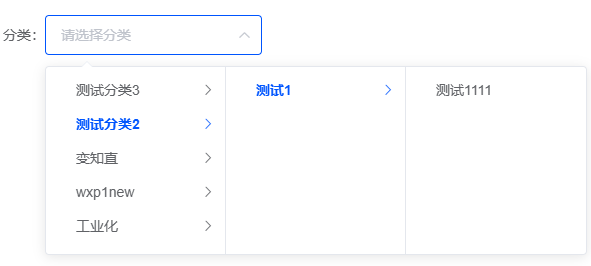 分类： 请选择分类
测试分类3 测试1 测试1111
测试分类2
变知直
wxp1new
工业化